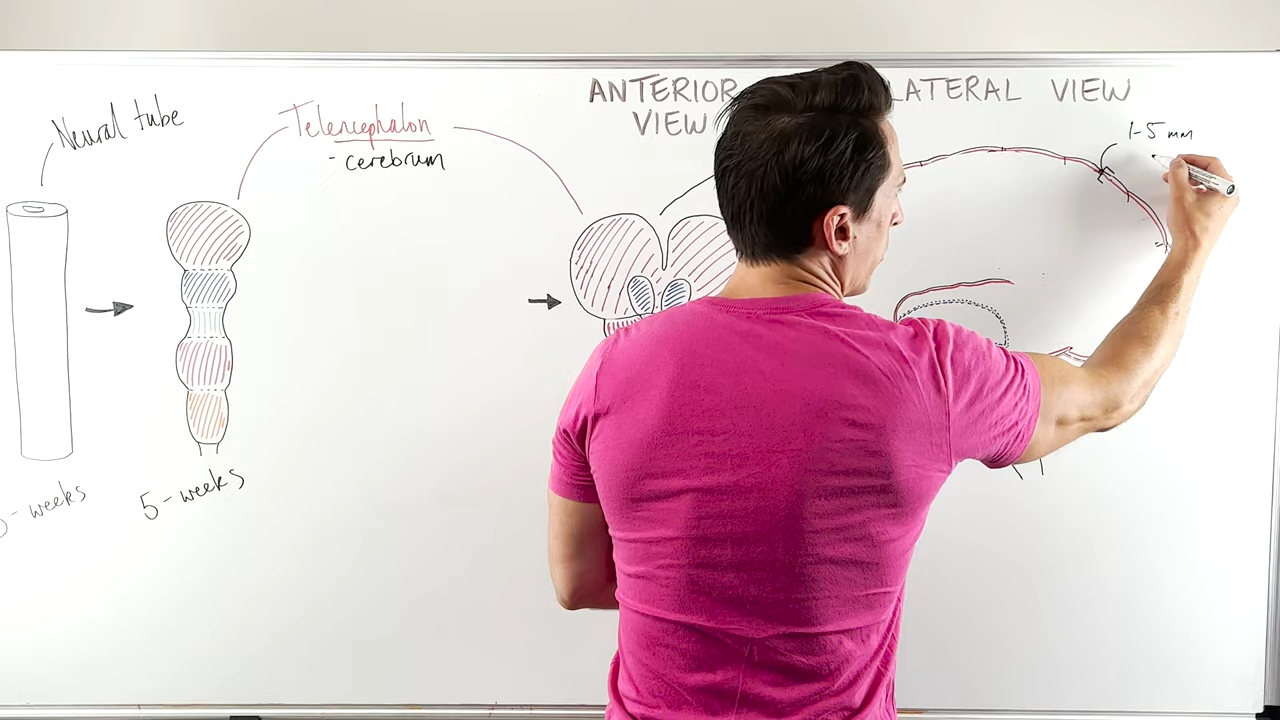 ANTERIOR
VIEW
LATERAL VIEW
Neural tube
Telencephalon
- cerebrum
1-5 mm
- weeks
5-weeks